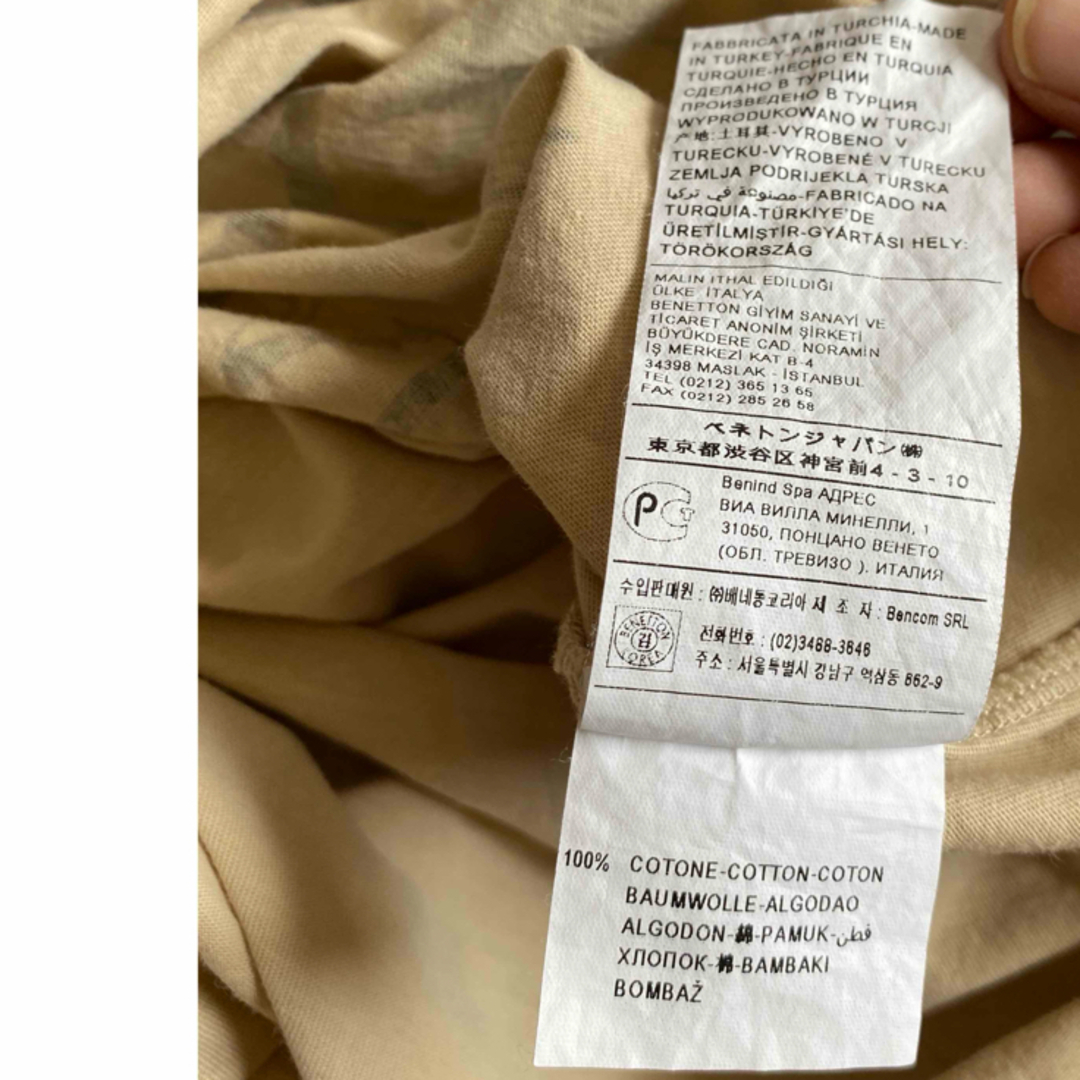 FABBRICATA IN TURCHIA-MADE
IN TURKEY-FABRIQUE EN
TURQUIE-HECHO EN TURQUIA
СДЕЛАНО В ТУРЦИИ
ПРОИЗВЕДЕНО В ТУРЦИЯ
WYPRODUKOWANO W TURCJI
产地:土耳其-VYROBENO V
TURECKU-VYROBENÉ V TURECKU
ZEMLJA PODRIJEKLA TURSKA
مصنوعة في تركيا-FABRICADO NA
TURQUIA-TÜRKIYE'DE
ÜRETİLMİŞTİR-GYÁRTÁSI HELY:
TÖRÖKORSZÁG
MALIN ITHAL EDILDIĞI
ÜLKE İTALYA
BENETTON GİYİM SANAYİ VE
TİCARET ANONİM ŞİRKETİ
BÜYÜKDERE CAD. NORAMİN
İŞ MERKEZİ KAT B-4
34398 MASLAK - İSTANBUL
TEL (0212) 365 13 65
FAX (0212) 285 26 58
ベネトンジャパン㈱
東京都渋谷区神宮前4-3-10
Benind Spa АДРЕС
ВИА ВИЛЛА МИНЕЛЛИ, 1
31050, ПОНЦАНО ВЕНЕТО
(ОБЛ. ТРЕВИЗО ). ИТАЛИЯ
수입판매원 : ㈜베네통코리아 제 조 자 : Bencom SRL
BENETTON 김 KOREA
전화번호 : (02)3468-3846
주소 : 서울특별시 강남구 역삼동 862-9
100% COTONE-COTTON-COTON
BAUMWOLLE-ALGODAO
ALGODON-棉-PAMUK-قطن
ХЛОПОК-棉-BAMBAKI
BOMBAŽ